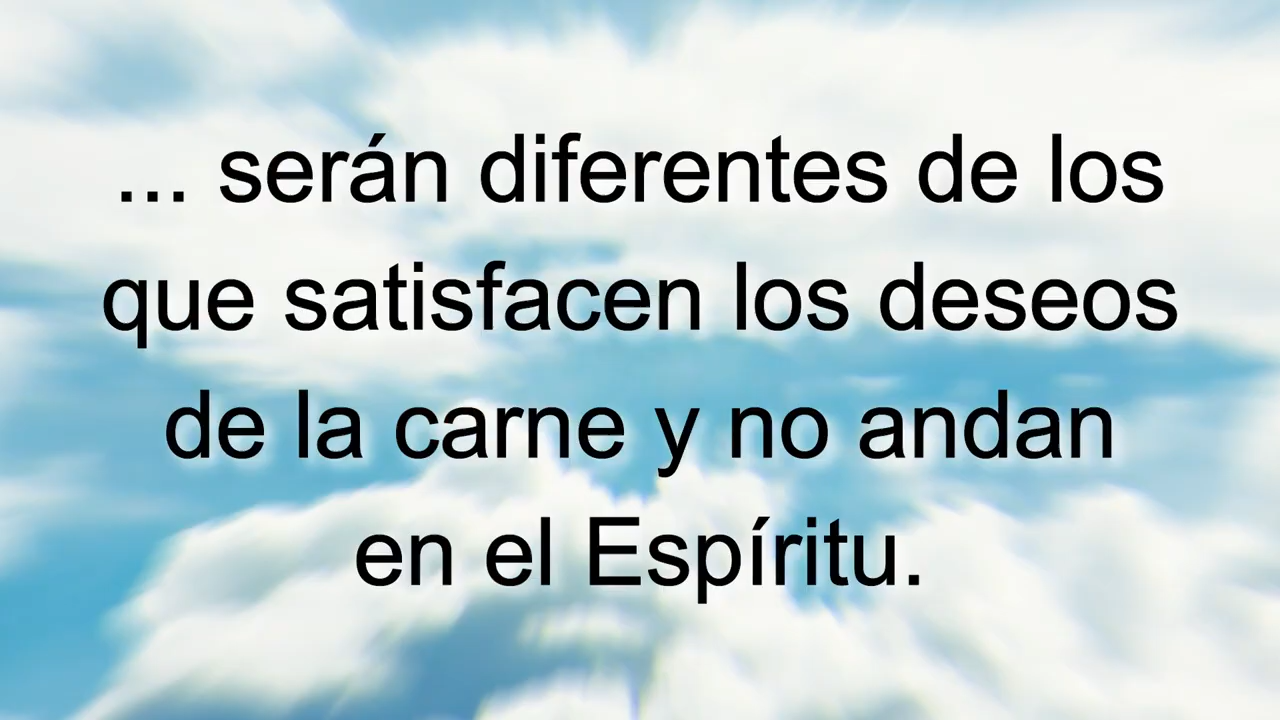 ... serán diferentes de los
que satisfacen los deseos
de la carne y no andan
en el Espíritu.